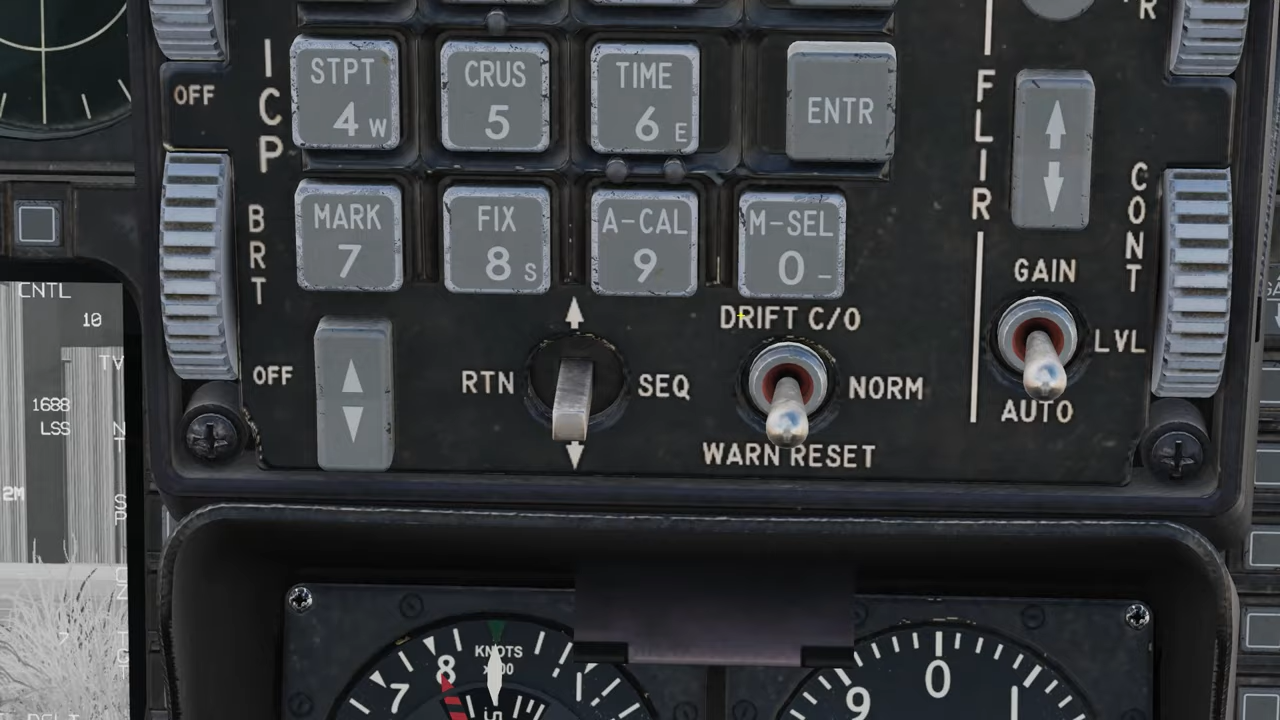 OFF
ICP
STPT
4 W
CRUS
5
TIME
6 E
ENTR
FLIR
MARK
7
FIX
8 S
A-CAL
9
M-SEL
0 -
BRT
CONT
GAIN
LVL
AUTO
DRIFT C/O
NORM
WARN RESET
RTN
SEQ
OFF
CNTL
10
TV
1688
LSS
2M
KNOTS
8
7
0
9